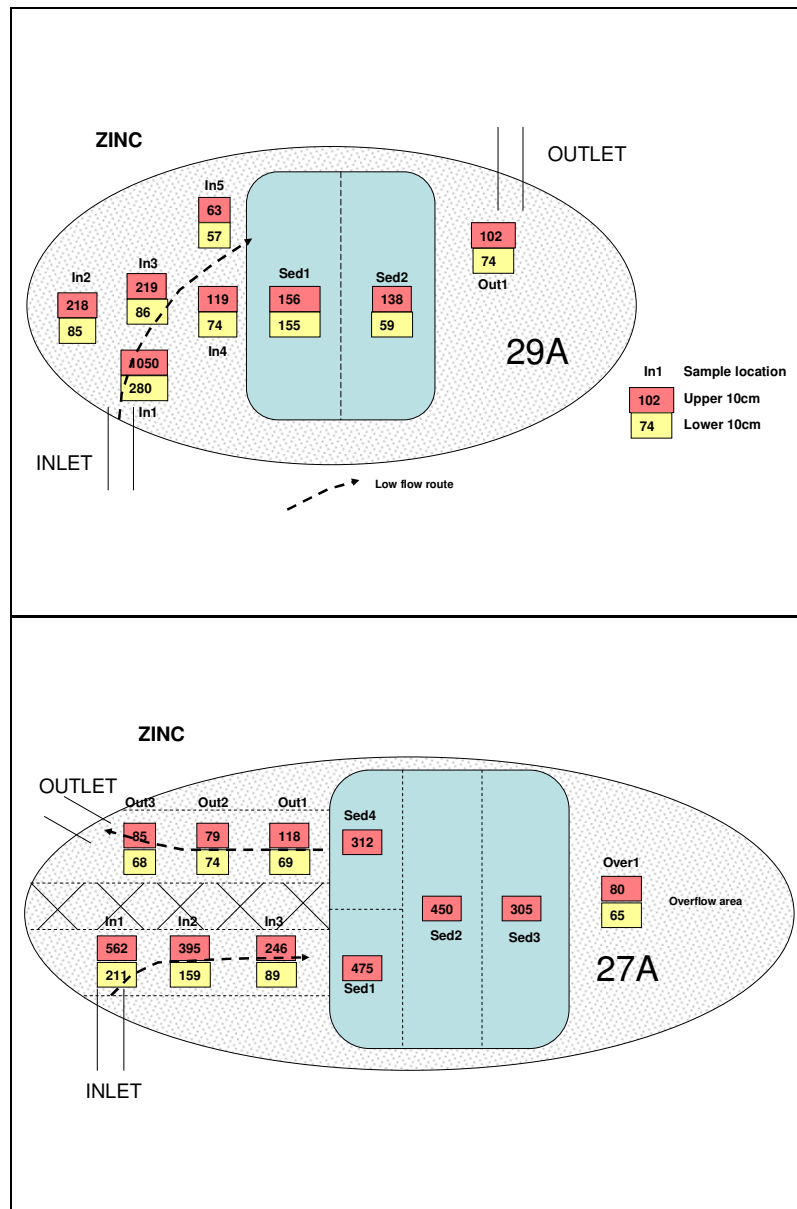 ZINC
OUTLET
In5
63
57
102
74
Out1
In2
218
85
In3
219
86
119
74
In4
Sed1
156
155
Sed2
138
59
29A
1050
280
In1
INLET
In1 Sample location
102 Upper 10cm
74 Lower 10cm
Low flow route
ZINC
OUTLET
Out3 Out2 Out1
85 79 118
68 74 69
Sed4
312
Over1
80
65
Overflow area
450
Sed2
305
Sed3
In1 In2 In3
562 395 246
211 159 89
475
Sed1
27A
INLET